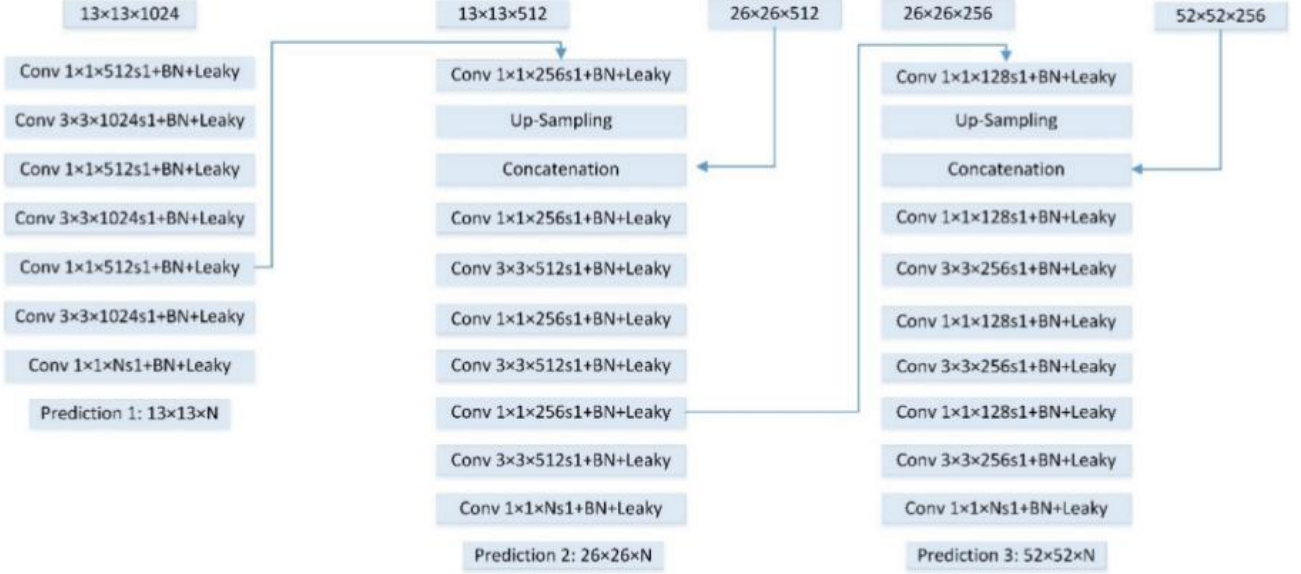 13×13×1024
Conv 1×1×512s1+BN+Leaky
Conv 3×3×1024s1+BN+Leaky
Conv 1×1×512s1+BN+Leaky
Conv 3×3×1024s1+BN+Leaky
Conv 1×1×512s1+BN+Leaky
Conv 3×3×1024s1+BN+Leaky
Conv 1×1×Ns1+BN+Leaky
Prediction 1: 13×13×N
13×13×512
26×26×512
Conv 1×1×256s1+BN+Leaky
Up-Sampling
Concatenation
Conv 1×1×256s1+BN+Leaky
Conv 3×3×512s1+BN+Leaky
Conv 1×1×256s1+BN+Leaky
Conv 3×3×512s1+BN+Leaky
Conv 1×1×256s1+BN+Leaky
Conv 3×3×512s1+BN+Leaky
Conv 1×1×Ns1+BN+Leaky
Prediction 2: 26×26×N
26×26×256
52×52×256
Conv 1×1×128s1+BN+Leaky
Up-Sampling
Concatenation
Conv 1×1×128s1+BN+Leaky
Conv 3×3×256s1+BN+Leaky
Conv 1×1×128s1+BN+Leaky
Conv 3×3×256s1+BN+Leaky
Conv 1×1×128s1+BN+Leaky
Conv 3×3×256s1+BN+Leaky
Conv 1×1×Ns1+BN+Leaky
Prediction 3: 52×52×N